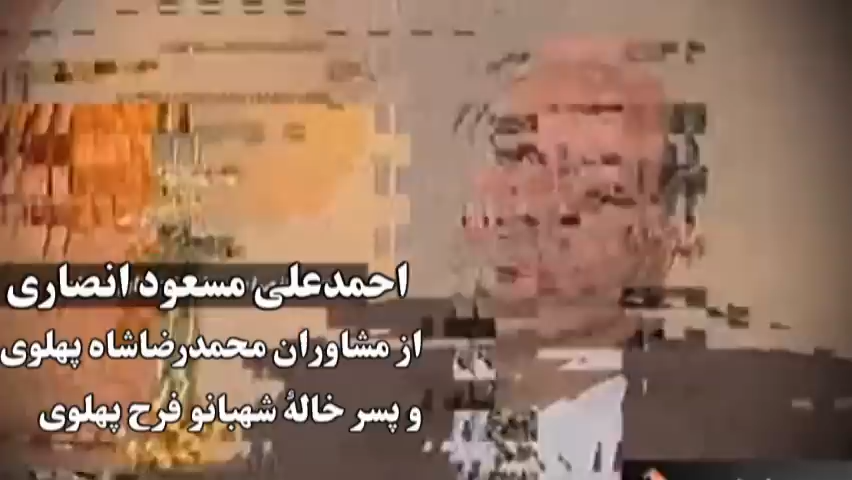 احمدعلی مسعود انصاری
از مشاوران محمدرضاشاه پهلوی
و پسر خالهٔ شهبانو فرح پهلوی